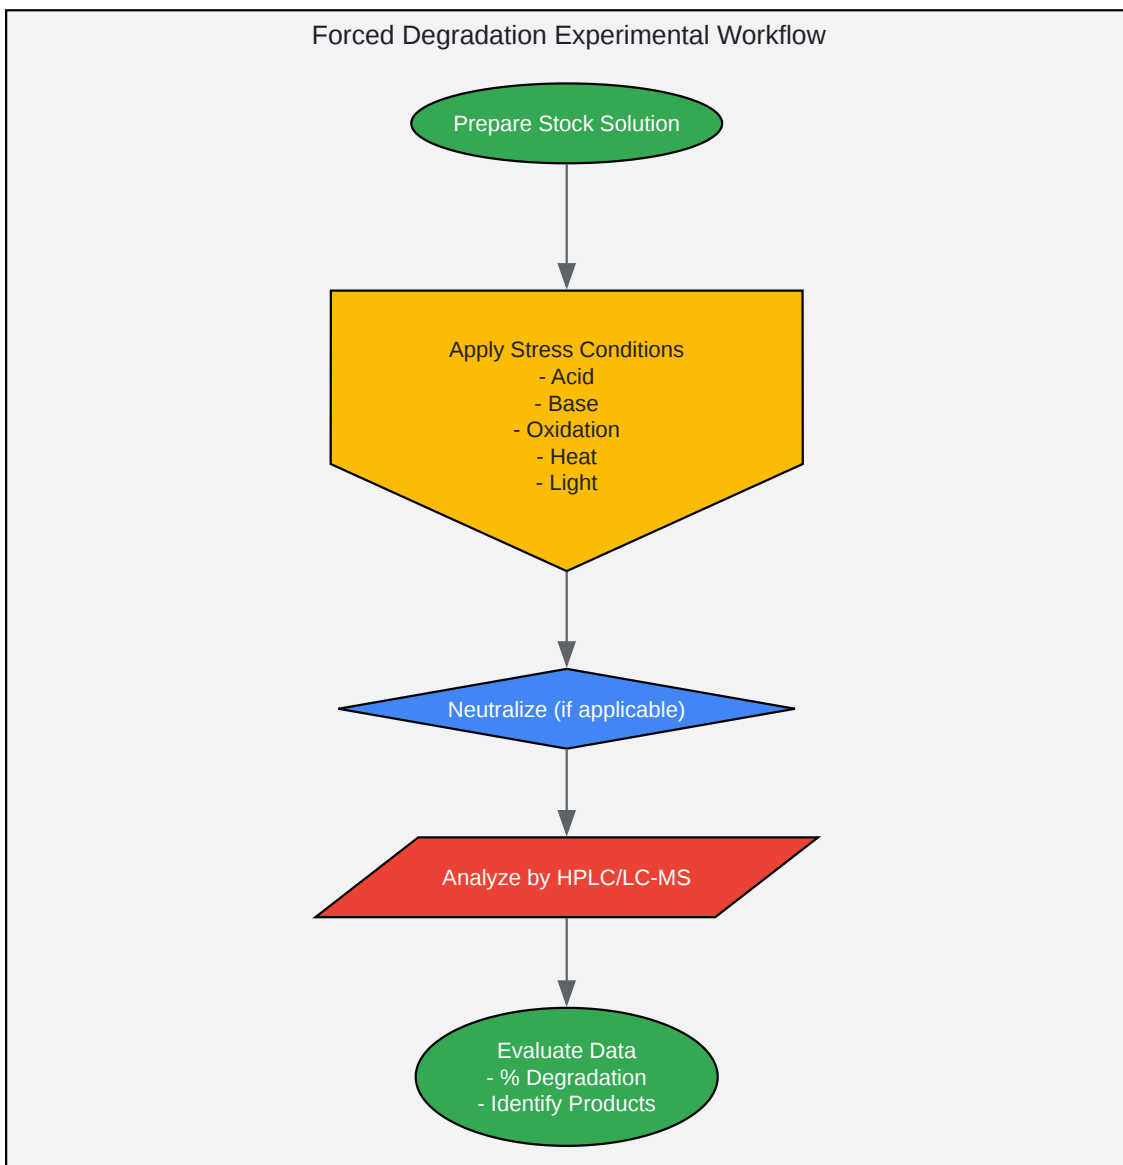 Forced Degradation Experimental Workflow
Prepare Stock Solution
Apply Stress Conditions
- Acid
- Base
- Oxidation
- Heat
- Light
Neutralize (if applicable)
Analyze by HPLC/LC-MS
Evaluate Data
- % Degradation
- Identify Products